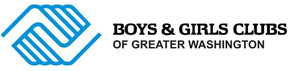 BOYS & GIRLS CLUBS
OF GREATER WASHINGTON